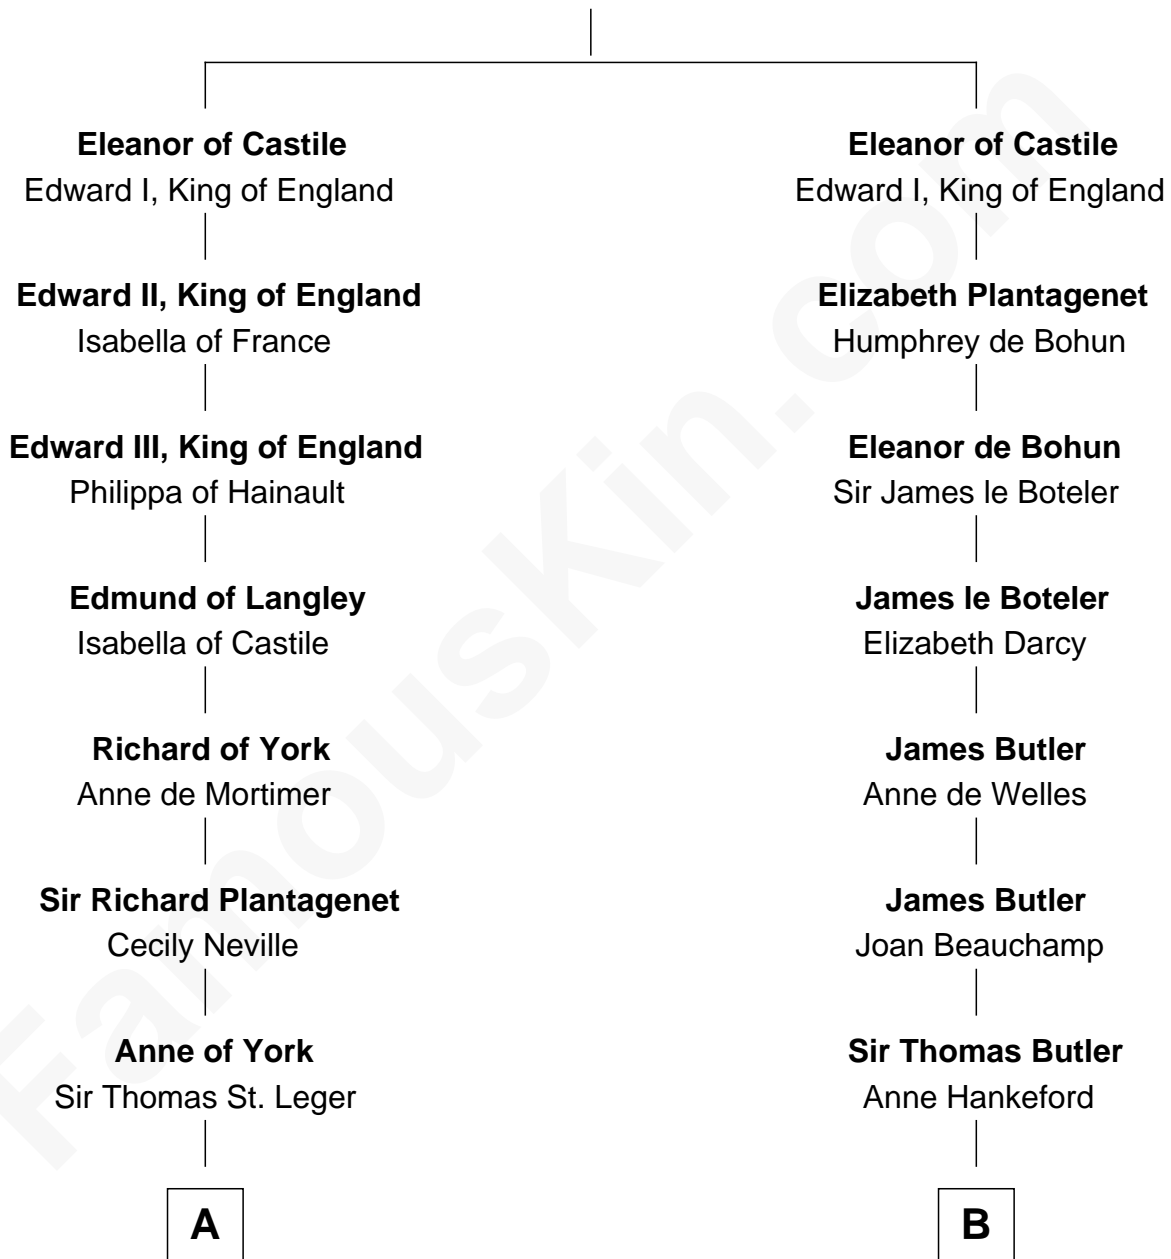 Eleanor of Castile
Edward I, King of England
Edward II, King of England
Isabella of France
Edward III, King of England
Philippa of Hainault
Edmund of Langley
Isabella of Castile
Richard of York
Anne de Mortimer
Sir Richard Plantagenet
Cecily Neville
Anne of York
Sir Thomas St. Leger
A
Eleanor of Castile
Edward I, King of England
Elizabeth Plantagenet
Humphrey de Bohun
Eleanor de Bohun
Sir James le Boteler
James le Boteler
Elizabeth Darcy
James Butler
Anne de Welles
James Butler
Joan Beauchamp
Sir Thomas Butler
Anne Hankeford
B
FamousKin.com